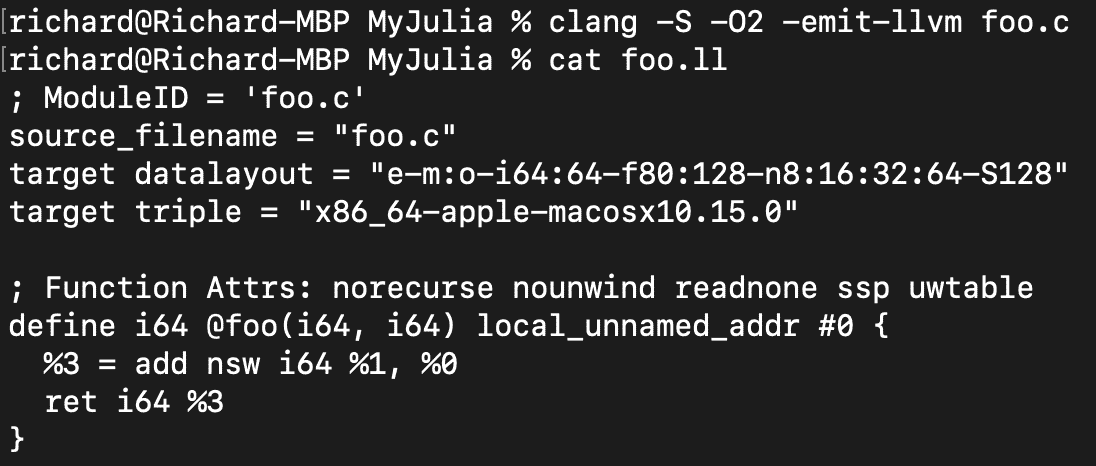 [richard@Richard-MBP MyJulia % clang -S -O2 -emit-llvm foo.c
[richard@Richard-MBP MyJulia % cat foo.ll
; ModuleID = 'foo.c'
source_filename = "foo.c"
target datalayout = "e-m:o-i64:64-f80:128-n8:16:32:64-S128"
target triple = "x86_64-apple-macosx10.15.0"

; Function Attrs: norecurse nounwind readnone ssp uwtable
define i64 @foo(i64, i64) local_unnamed_addr #0 {
  %3 = add nsw i64 %1, %0
  ret i64 %3
}